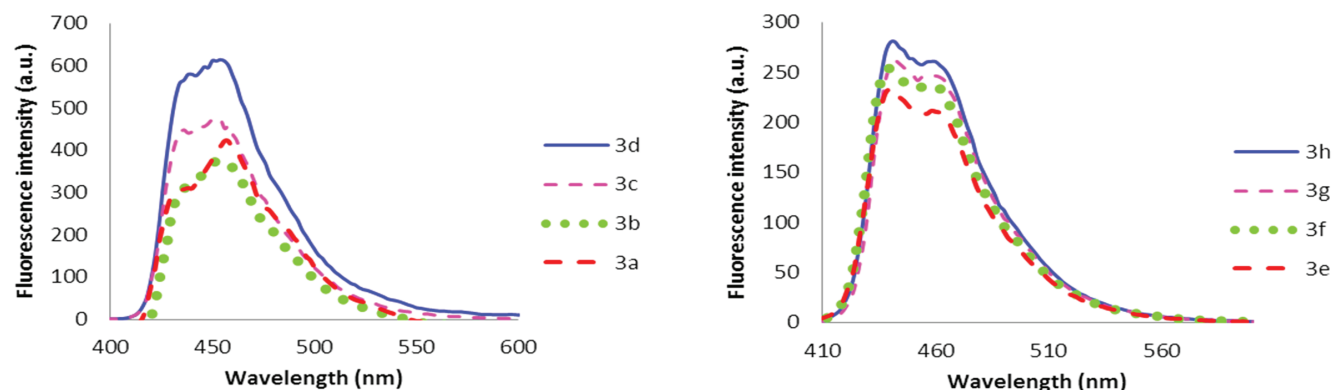 Fluorescence intensity (a.u.)
700
600
500
400
300
200
100
0
400
450
500
550
600
Wavelength (nm)
3d
3c
3b
3a
Fluorescence intensity (a.u.)
300
250
200
150
100
50
0
410
460
510
560
Wavelength (nm)
3h
3g
3f
3e